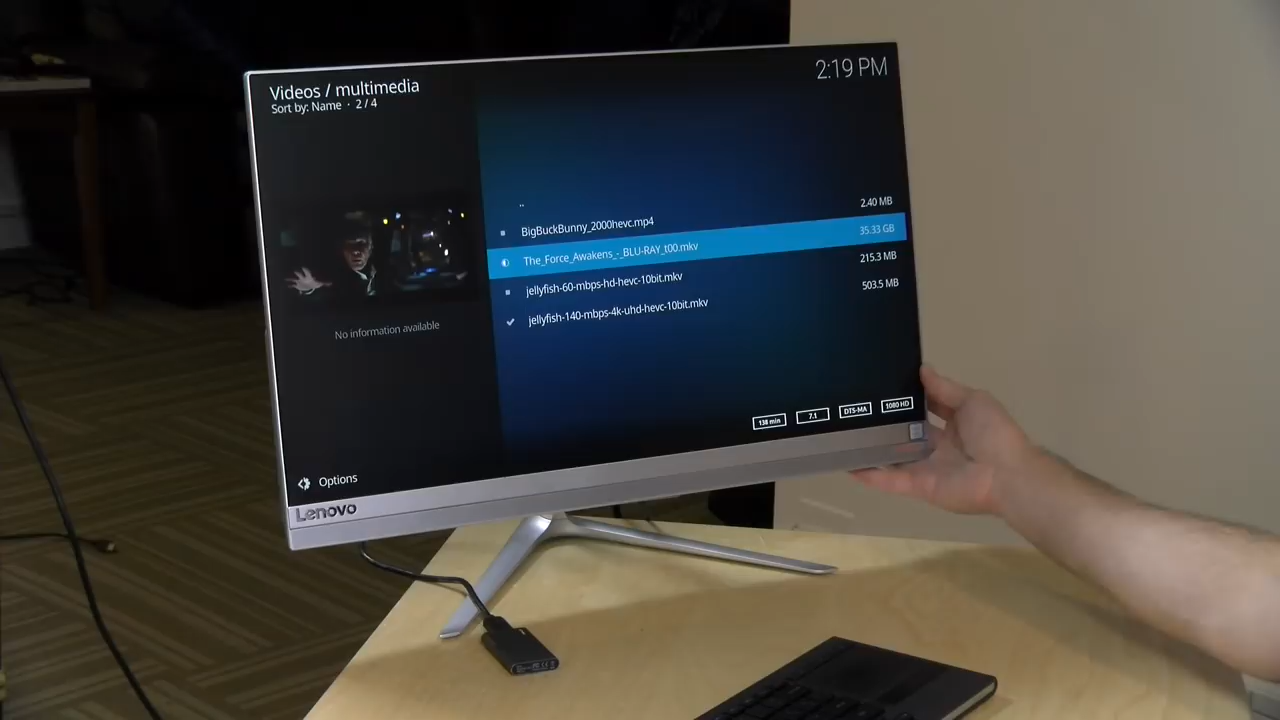 Videos / multimedia
Sort by: Name · 2 / 4
2:19 PM
..
BigBuckBunny_2000hevc.mp4 2.40 MB
The_Force_Awakens_-_BLU-RAY_t00.mkv 35.33 GB
jellyfish-60-mbps-hd-hevc-10bit.mkv 215.3 MB
jellyfish-140-mbps-4k-uhd-hevc-10bit.mkv 503.5 MB
No information available
138 min 7.1 DTS-MA 1080 HD
Options
Lenovo